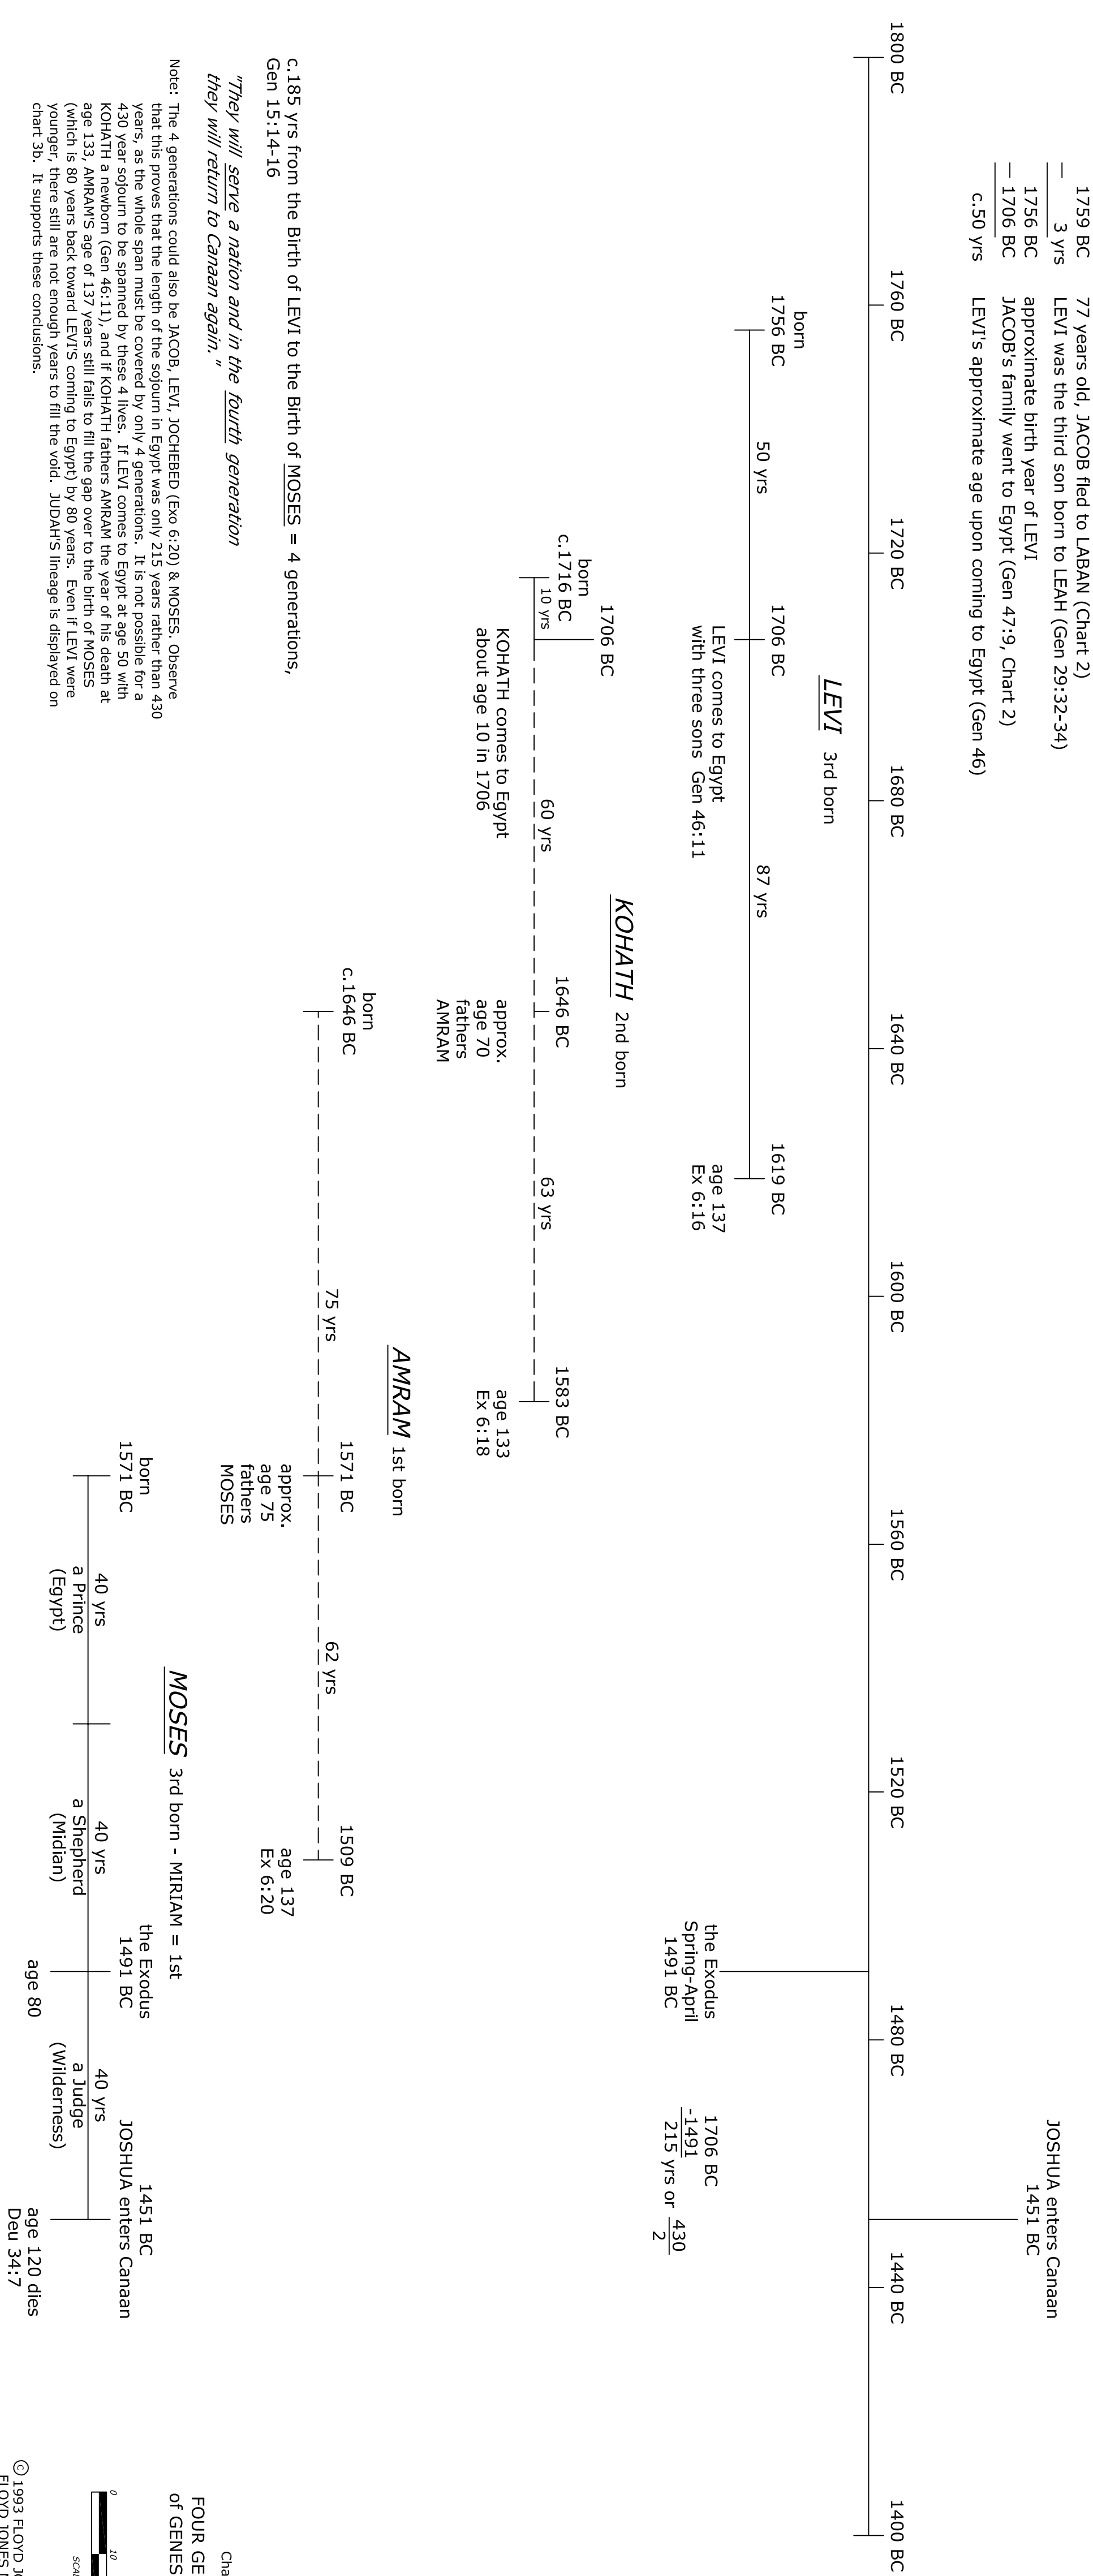 1759 BC 77 years old, JACOB fled to LABAN (Chart 2)
— 3 yrs LEVI was the third son born to LEAH (Gen 29:32-34)
1756 BC approximate birth year of LEVI
— 1706 BC JACOB's family went to Egypt (Gen 47:9, Chart 2)
c.50 yrs LEVI's approximate age upon coming to Egypt (Gen 46)
JOSHUA enters Canaan
1451 BC
1800 BC 1760 BC 1720 BC 1680 BC 1640 BC 1600 BC 1560 BC 1520 BC 1480 BC 1440 BC 1400 BC
LEVI 3rd born
born
1756 BC 1706 BC 1619 BC
50 yrs 87 yrs
LEVI comes to Egypt
with three sons Gen 46:11
age 137
Ex 6:16
the Exodus
Spring-April
1491 BC
1706 BC
-1491
215 yrs or 430
2
KOHATH 2nd born
1706 BC
born
c.1716 BC 1646 BC 1583 BC
10 yrs 60 yrs 63 yrs
KOHATH comes to Egypt
about age 10 in 1706
approx.
age 70
fathers
AMRAM
age 133
Ex 6:18
AMRAM 1st born
born
c.1646 BC 1571 BC 1509 BC
75 yrs 62 yrs
approx.
age 75
fathers
MOSES
age 137
Ex 6:20
c.185 yrs from the Birth of LEVI to the Birth of MOSES = 4 generations,
Gen 15:14-16
"They will serve a nation and in the fourth generation
they will return to Canaan again."
MOSES 3rd born - MIRIAM = 1st
born
1571 BC
the Exodus
1491 BC
1451 BC
JOSHUA enters Canaan
40 yrs 40 yrs 40 yrs
a Prince
(Egypt)
a Shepherd
(Midian)
a Judge
(Wilderness)
age 80
age 120 dies
Deu 34:7
Note: The 4 generations could also be JACOB, LEVI, JOCHEBED (Exo 6:20) & MOSES. Observe
that this proves that the length of the sojourn in Egypt was only 215 years rather than 430
years, as the whole span must be covered by only 4 generations. It is not possible for a
430 year sojourn to be spanned by these 4 lives. If LEVI comes to Egypt at age 50 with
KOHATH a newborn (Gen 46:11), and if KOHATH fathers AMRAM the year of his death at
age 133, AMRAM'S age of 137 years still fails to fill the gap over to the birth of MOSES
(which is 80 years back toward LEVI'S coming to Egypt) by 80 years. Even if LEVI were
younger, there still are not enough years to fill the void. JUDAH'S lineage is displayed on
chart 3b. It supports these conclusions.
FOUR GE
of GENES
0 10
© 1993 FLOYD JO
FLOYD JONES